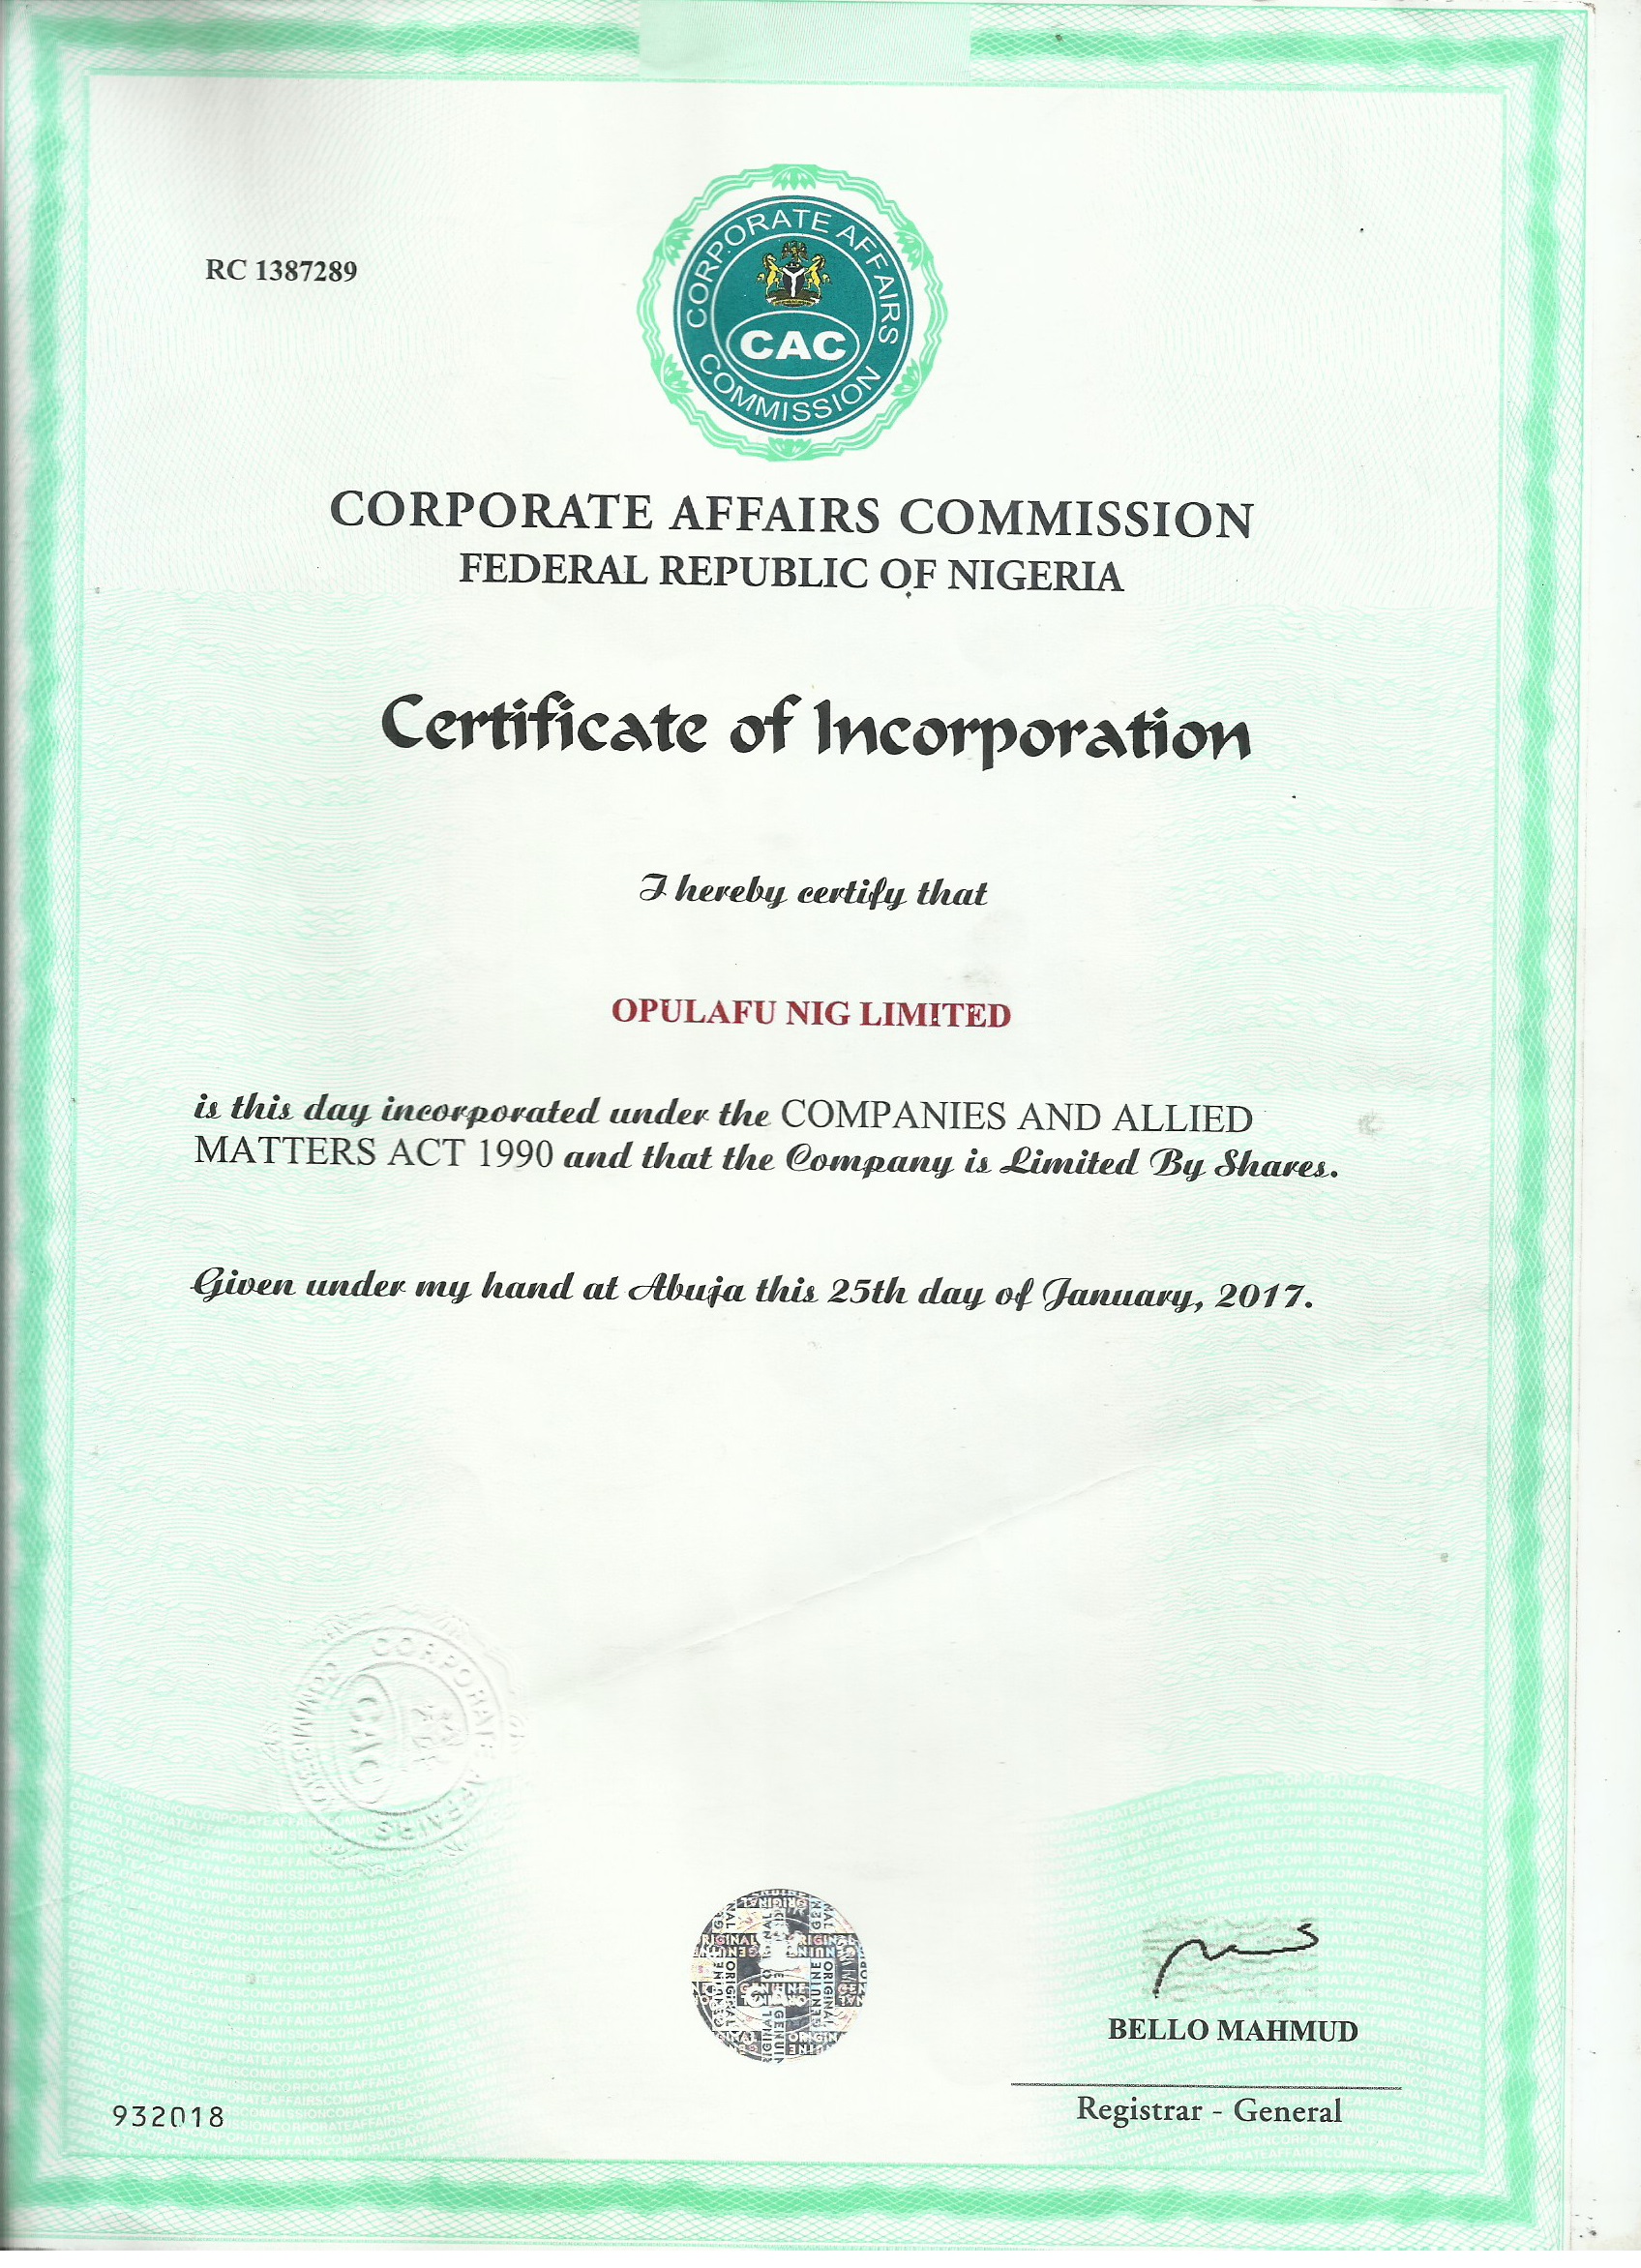 RC 1387289
CORPORATE AFFAIRS
CAC
COMMISSION
CORPORATE AFFAIRS COMMISSION
FEDERAL REPUBLIC OF NIGERIA
Certificate of Incorporation
I hereby certify that
OPULAFU NIG LIMITED
is this day incorporated under the COMPANIES AND ALLIED
MATTERS ACT 1990 and that the Company is Limited By Shares.
Given under my hand at Abuja this 25th day of January, 2017.
CORPORATE AFFAIRS
COMMISSION
CAC
ORIGINAL
GENUINE
BELLO MAHMUD
Registrar - General
932018